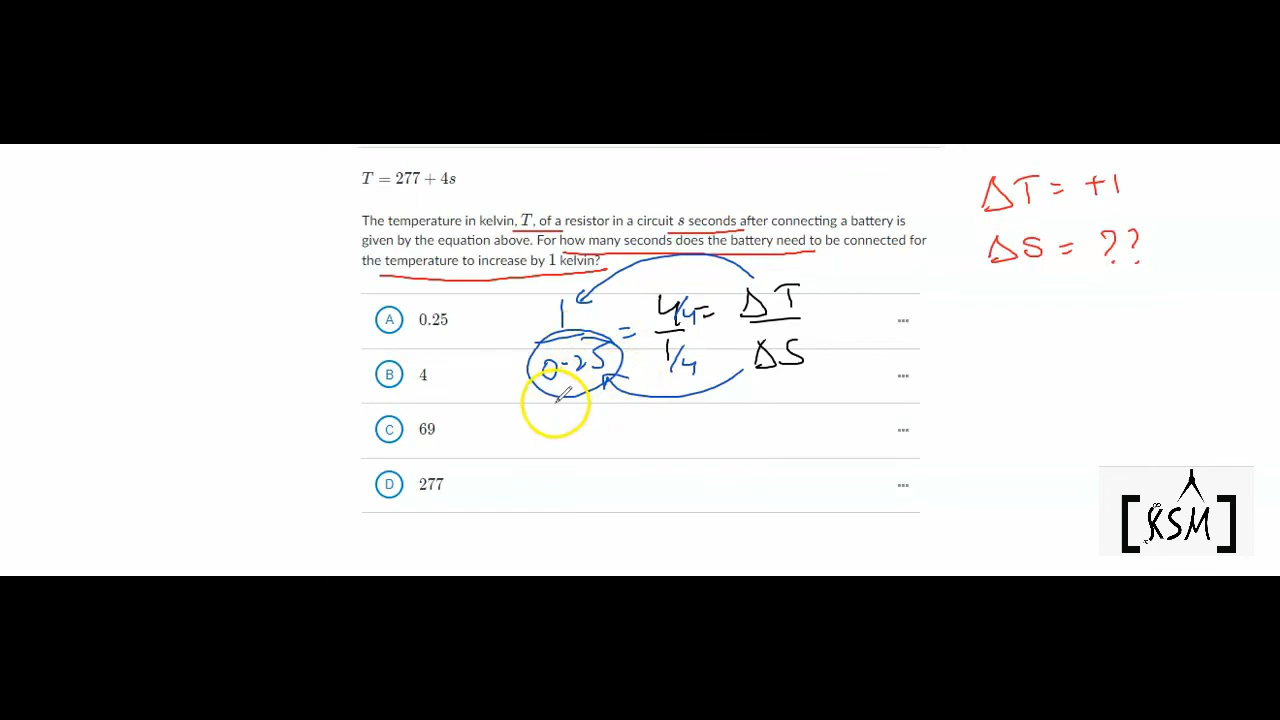 T = 277 + 4s
The temperature in kelvin, T, of a resistor in a circuit s seconds after connecting a battery is
given by the equation above. For how many seconds does the battery need to be connected for
the temperature to increase by 1 kelvin?
A 0.25
B 4
C 69
D 277
ΔT = +1
ΔS = ??
1/0.25 = 4/4 / 1/4 = ΔT/ΔS
[KSM]